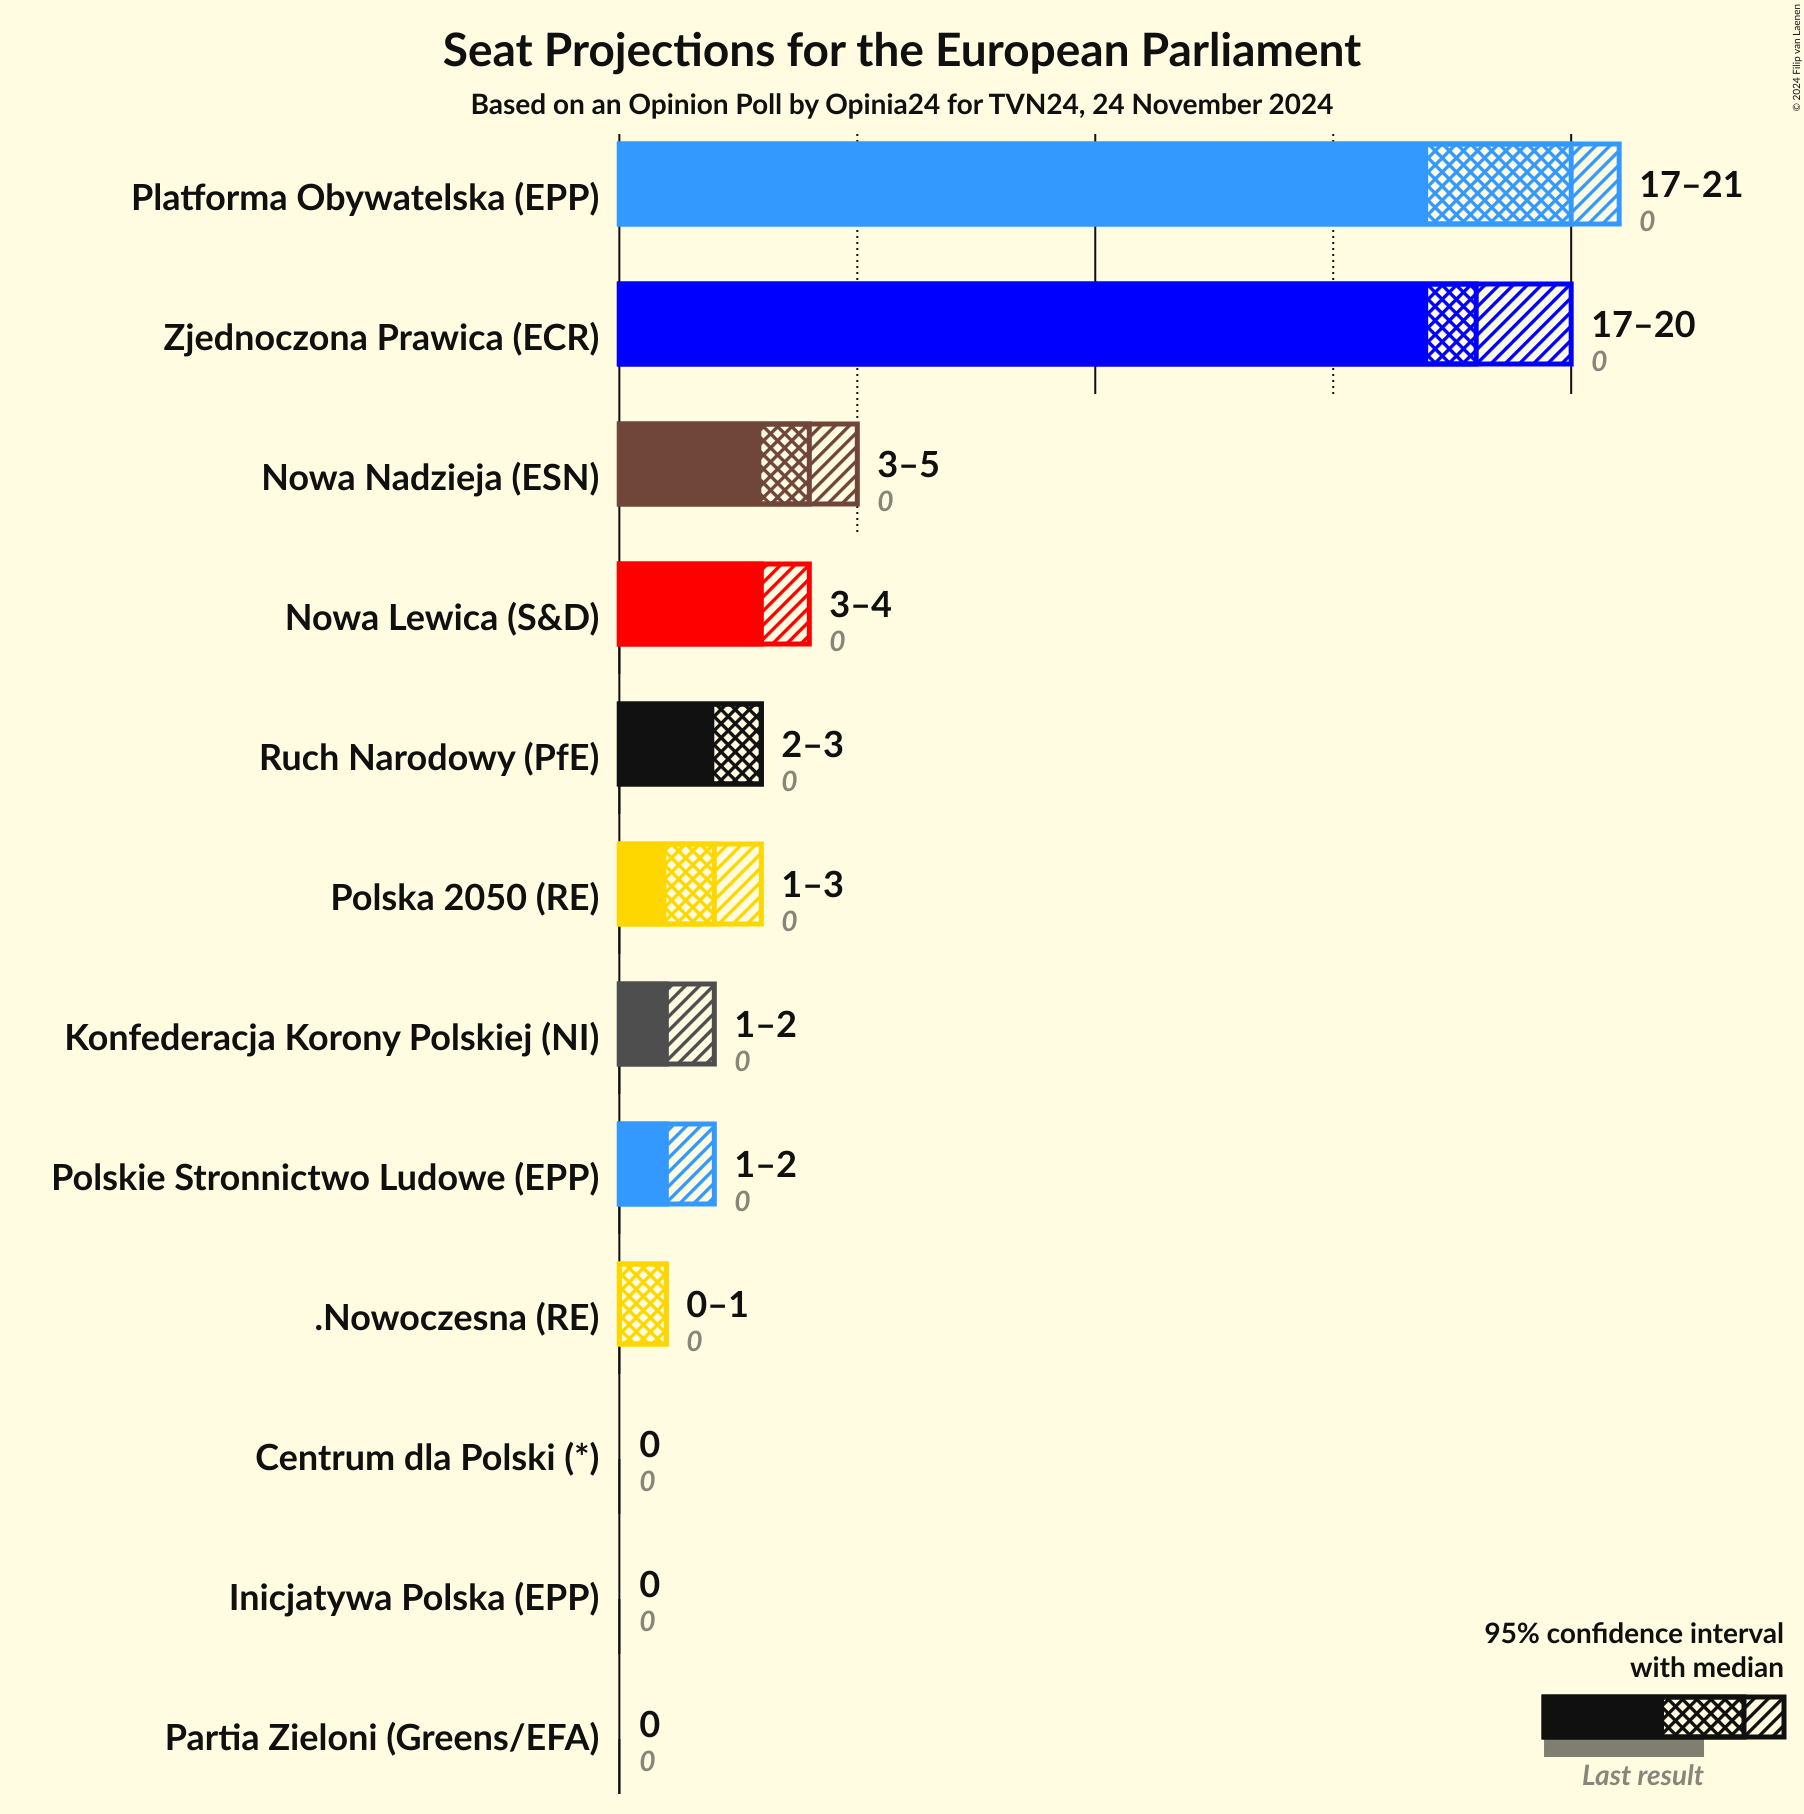 Seat Projections for the European Parliament
Based on an Opinion Poll by Opinia24 for TVN24, 24 November 2024
© 2024 Filip van Laenen
Platforma Obywatelska (EPP)
17–21
0
Zjednoczona Prawica (ECR)
17–20
0
Nowa Nadzieja (ESN)
3–5
0
Nowa Lewica (S&D)
3–4
0
Ruch Narodowy (PfE)
2–3
0
Polska 2050 (RE)
1–3
0
Konfederacja Korony Polskiej (NI)
1–2
0
Polskie Stronnictwo Ludowe (EPP)
1–2
0
.Nowoczesna (RE)
0–1
0
Centrum dla Polski (*)
0
0
Inicjatywa Polska (EPP)
0
0
Partia Zieloni (Greens/EFA)
0
0
95% confidence interval
with median
Last result